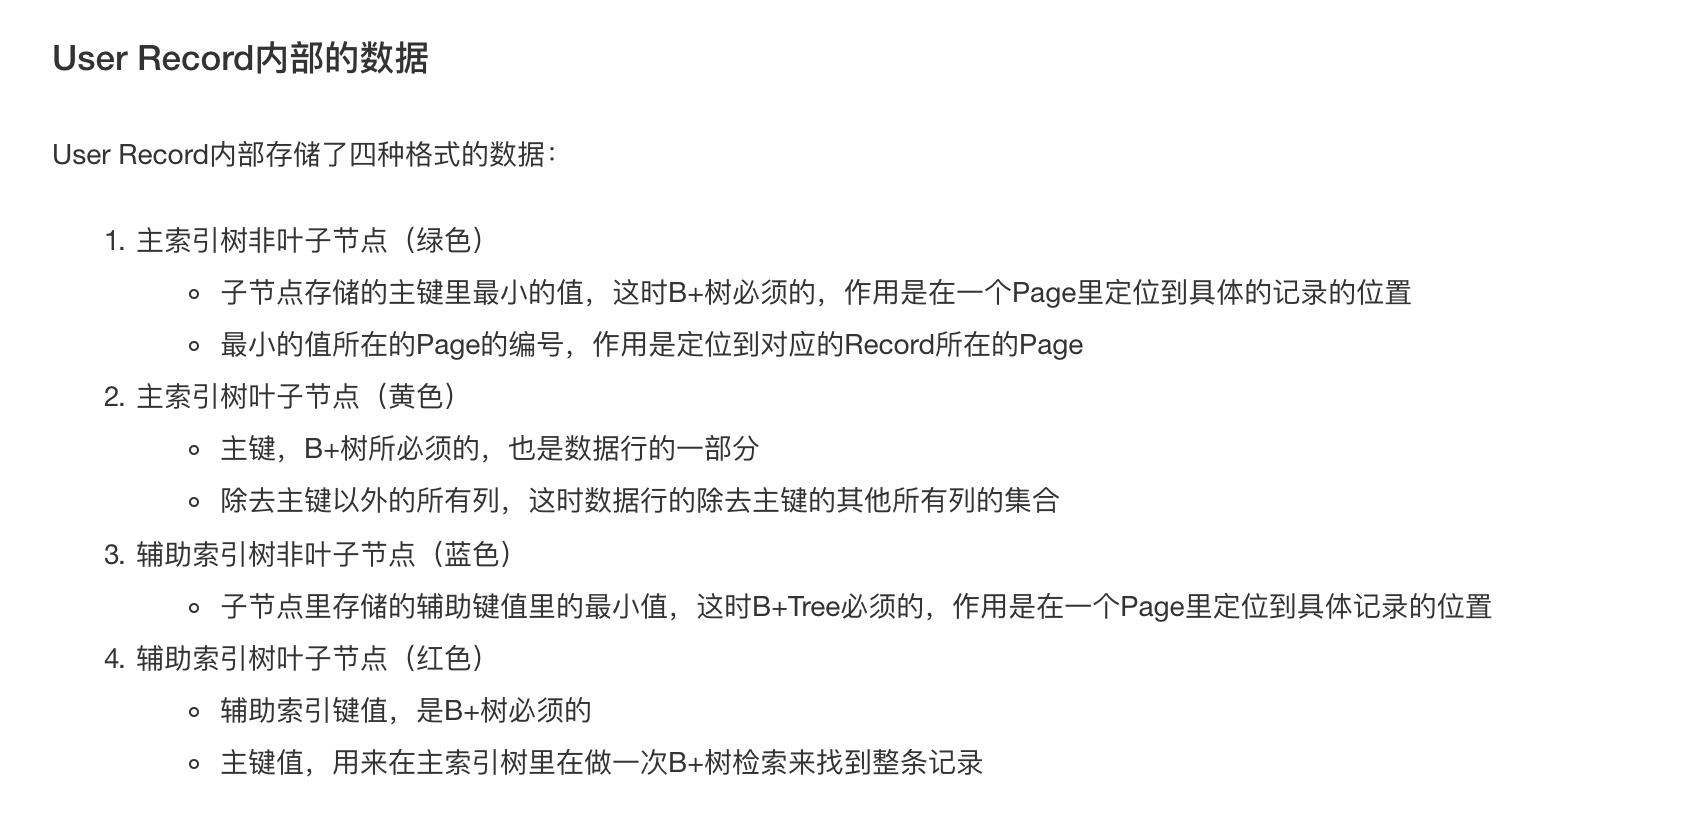 User Record内部的数据
User Record内部存储了四种格式的数据：
1. 主索引树非叶子节点（绿色）
子节点存储的主键里最小的值，这时B+树必须的，作用是在一个Page里定位到具体的记录的位置
最小的值所在的Page的编号，作用是定位到对应的Record所在的Page
2. 主索引树叶子节点（黄色）
主键，B+树所必须的，也是数据行的一部分
除去主键以外的所有列，这时数据行的除去主键的其他所有列的集合
3. 辅助索引树非叶子节点（蓝色）
子节点里存储的辅助键值里的最小值，这时B+Tree必须的，作用是在一个Page里定位到具体记录的位置
4. 辅助索引树叶子节点（红色）
辅助索引键值，是B+树必须的
主键值，用来在主索引树里在做一次B+树检索来找到整条记录